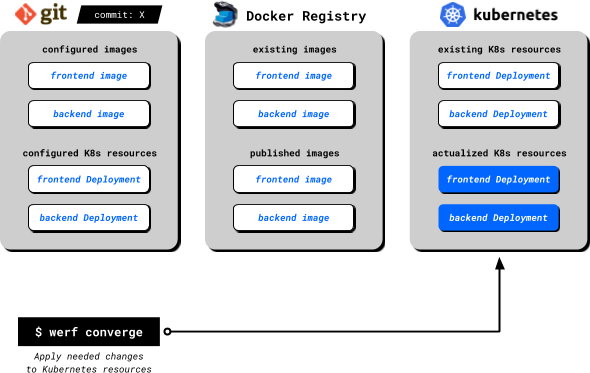 git
commit: X
configured images
frontend image
backend image
configured K8s resources
frontend Deployment
backend Deployment
Docker Registry
existing images
frontend image
backend image
published images
frontend image
backend image
kubernetes
existing K8s resources
frontend Deployment
backend Deployment
actualized K8s resources
frontend Deployment
backend Deployment
$ werf converge
Apply needed changes
to Kubernetes resources